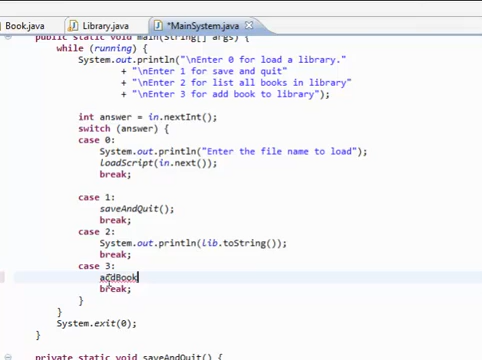 Book.java Library.java *MainSystem.java
public static void main(String[] args) {
while (running) {
System.out.println("\nEnter 0 for load a library."
+ "\nEnter 1 for save and quit"
+ "\nEnter 2 for list all books in library"
+ "\nEnter 3 for add book to library");
int answer = in.nextInt();
switch (answer) {
case 0:
System.out.println("Enter the file name to load");
loadScript(in.next());
break;
case 1:
saveAndQuit();
break;
case 2:
System.out.println(lib.toString());
break;
case 3:
addBook
break;
}
}
System.exit(0);
}
private static void saveAndQuit() {